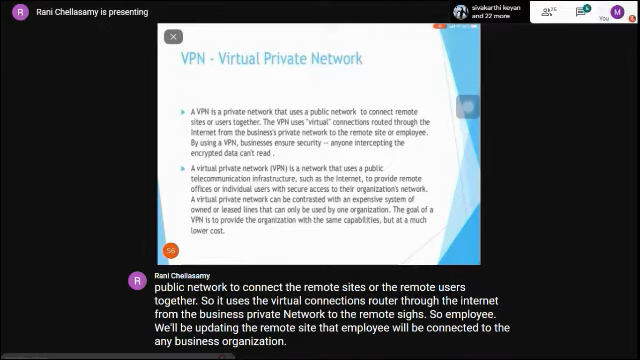 R Rani Chellasamy is presenting
sivakarthi keyan
and 22 more
You
M
VPN - Virtual Private Network
A VPN is a private network that uses a public network to connect remote
sites or users together. The VPN uses "virtual" connections routed through the
Internet from the business's private network to the remote site or employee.
By using a VPN, businesses ensure security -- anyone intercepting the
encrypted data can't read .
A virtual private network (VPN) is a network that uses a public
telecommunication infrastructure, such as the Internet, to provide remote
offices or individual users with secure access to their organization's network.
A virtual private network can be contrasted with an expensive system of
owned or leased lines that can only be used by one organization. The goal of a
VPN is to provide the organization with the same capabilities, but at a much
lower cost.
56
Rani Chellasamy
R
public network to connect the remote sites or the remote users
together. So it uses the virtual connections router through the internet
from the business private Network to the remote sighs. So employee.
We'll be updating the remote site that employee will be connected to the
any business organization.